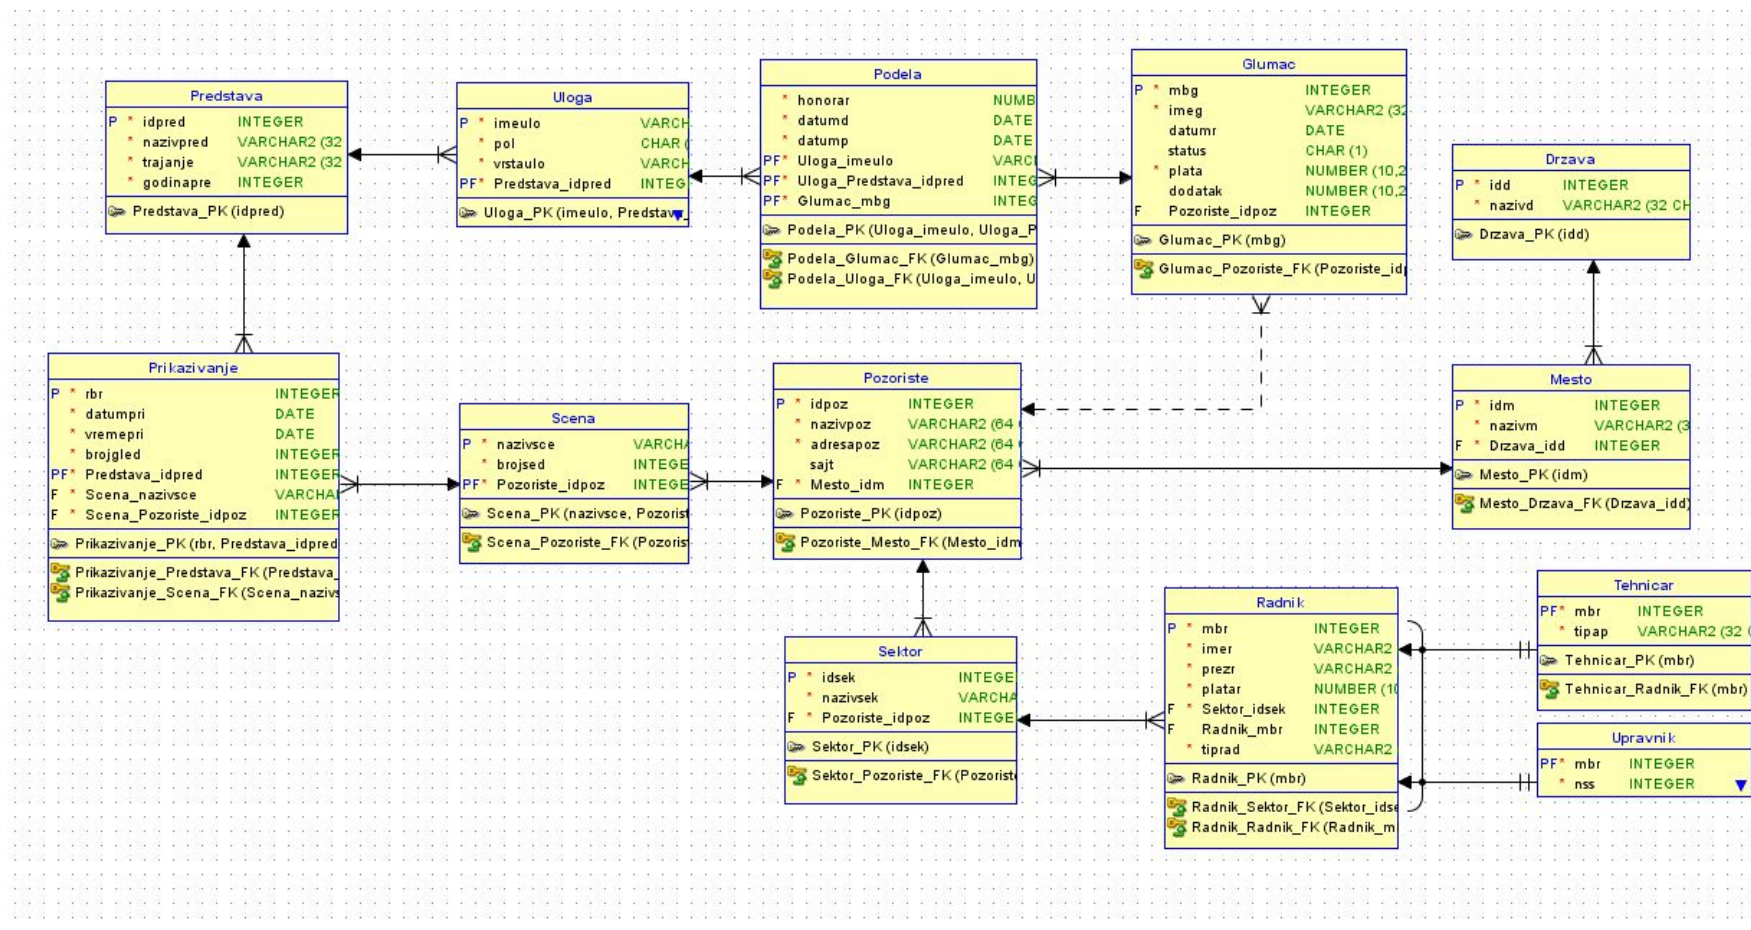 Predstava
P * idpred INTEGER
* nazivpred VARCHAR2 (32
* trajanje VARCHAR2 (32
* godinapre INTEGER
Predstava_PK (idpred)
Uloga
P * imeulo VARCH
* pol CHAR (
* vrstaulo VARCH
PF* Predstava_idpred INTEG
Uloga_PK (imeulo, Predstav_
Podela
* honorar NUMB
* datumd DATE
* datump DATE
PF* Uloga_imeulo VARC
PF* Uloga_Predstava_idpred INTEG
PF* Glumac_mbg INTEG
Podela_PK (Uloga_imeulo, Uloga_P
Podela_Glumac_FK (Glumac_mbg)
Podela_Uloga_FK (Uloga_imeulo, U
Glumac
P * mbg INTEGER
* imeg VARCHAR2 (32
datumr DATE
status CHAR (1)
* plata NUMBER (10,2
dodatak NUMBER (10,2
F Pozoriste_idpoz INTEGER
Glumac_PK (mbg)
Glumac_Pozoriste_FK (Pozoriste_idp
Drzava
P * idd INTEGER
* nazivd VARCHAR2 (32 CH
Drzava_PK (idd)
Prikazivanje
P * rbr INTEGER
* datumpri DATE
* vremepri DATE
* brojgled INTEGER
PF* Predstava_idpred INTEGER
F * Scena_nazivsce VARCHA
F * Scena_Pozoriste_idpoz INTEGER
Prikazivanje_PK (rbr, Predstava_idpred
Prikazivanje_Predstava_FK (Predstava_
Prikazivanje_Scena_FK (Scena_nazivs
Scena
P * nazivsce VARCHA
* brojsed INTEGE
PF* Pozoriste_idpoz INTEGE
Scena_PK (nazivsce, Pozorist
Scena_Pozoriste_FK (Pozorist
Pozoriste
P * idpoz INTEGER
* nazivpoz VARCHAR2 (64
* adresapoz VARCHAR2 (64
sajt VARCHAR2 (64
F * Mesto_idm INTEGER
Pozoriste_PK (idpoz)
Pozoriste_Mesto_FK (Mesto_idm
Mesto
P * idm INTEGER
* nazivm VARCHAR2 (3
F * Drzava_idd INTEGER
Mesto_PK (idm)
Mesto_Drzava_FK (Drzava_idd)
Sektor
P * idsek INTEGE
* nazivsek VARCHA
F * Pozoriste_idpoz INTEGE
Sektor_PK (idsek)
Sektor_Pozoriste_FK (Pozoriste
Radnik
P * mbr INTEGER
* imer VARCHAR2
* prezr VARCHAR2
* platar NUMBER (10
F * Sektor_idsek INTEGER
F Radnik_mbr INTEGER
* tiprad VARCHAR2
Radnik_PK (mbr)
Radnik_Sektor_FK (Sektor_idse
Radnik_Radnik_FK (Radnik_m
Tehnicar
PF* mbr INTEGER
* tipap VARCHAR2 (32
Tehnicar_PK (mbr)
Tehnicar_Radnik_FK (mbr)
Upravnik
PF* mbr INTEGER
* nss INTEGER